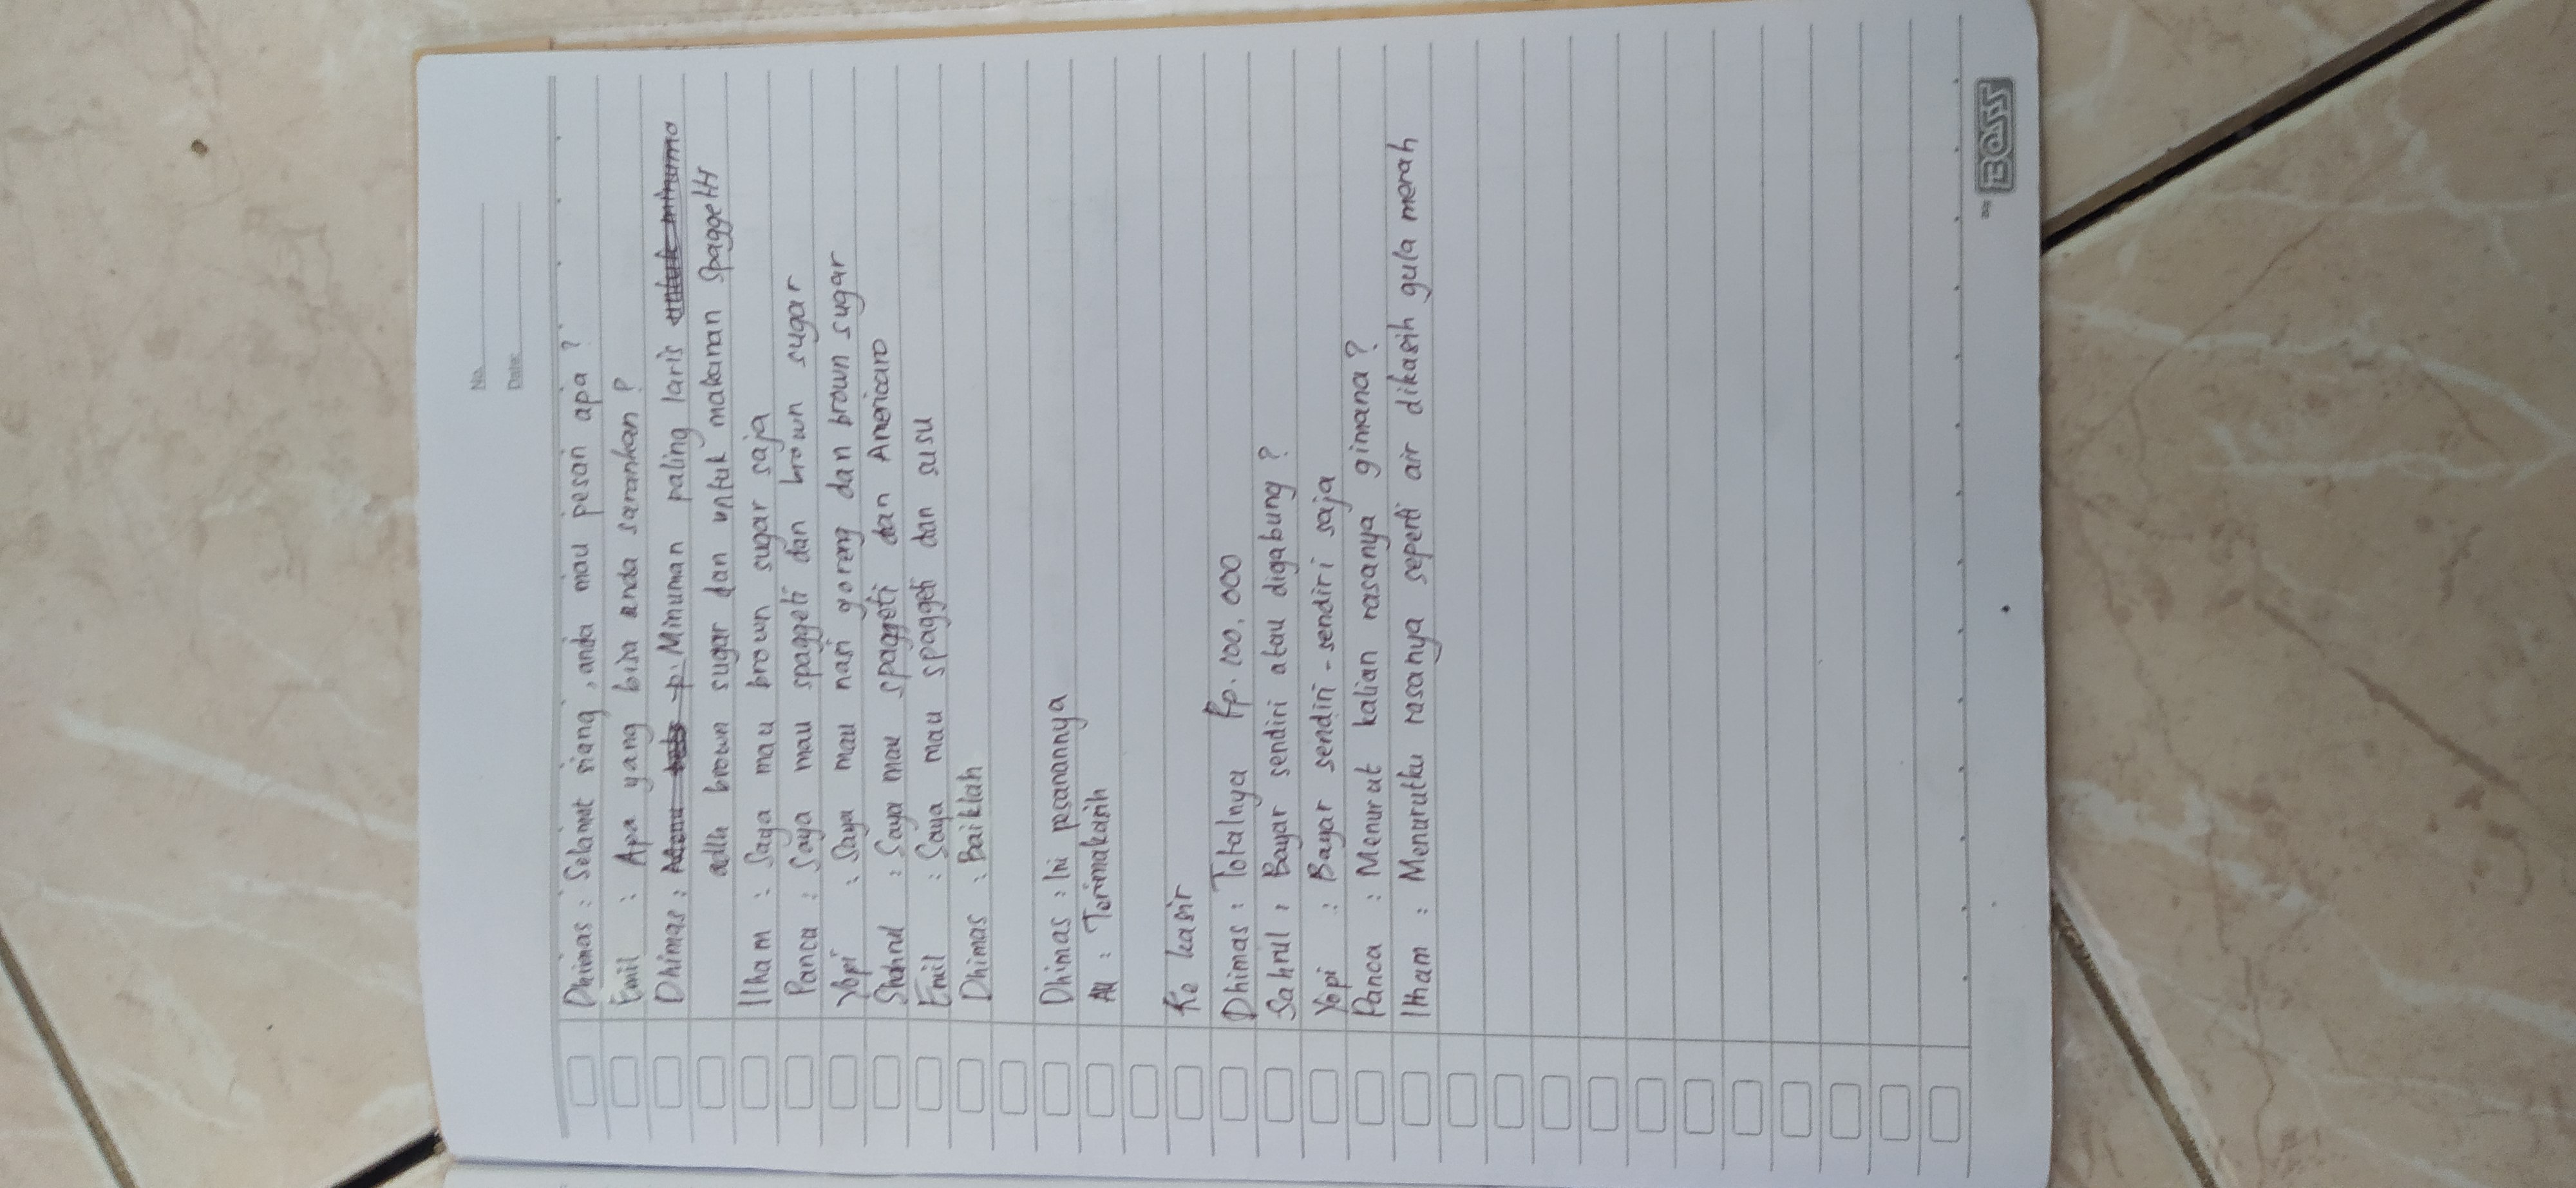 No.
Date:
Dhimas : Selamat siang, anda mau pesan apa ?
Emil : Apa yang bisa anda sarankan ?
Dhimas : Menu p. Minuman paling laris untuk minuma
adlh brown sugar dan untuk makanan Spaggetti
Ilham : Saya mau brown sugar saja
Panca : Saya mau spaggeti dan brown sugar
Yopi : Saya mau nasi goreng dan brown sugar
Shahrul : Saya mau spaggeti dan Americano
Emil : Saya mau spaggeti dan susu
Dhimas : Baiklah
Dhimas : Ini pesanannya
All : Terimakasih
Ke kasir
Dhimas : Totalnya Rp. 100.000
Sahrul : Bayar sendiri atau digabung ?
Yopi : Bayar sendiri - sendiri saja
Panca : Menurut kalian rasanya gimana ?
Ilham : Menurutku rasanya seperti air dikasih gula merah
BOSS